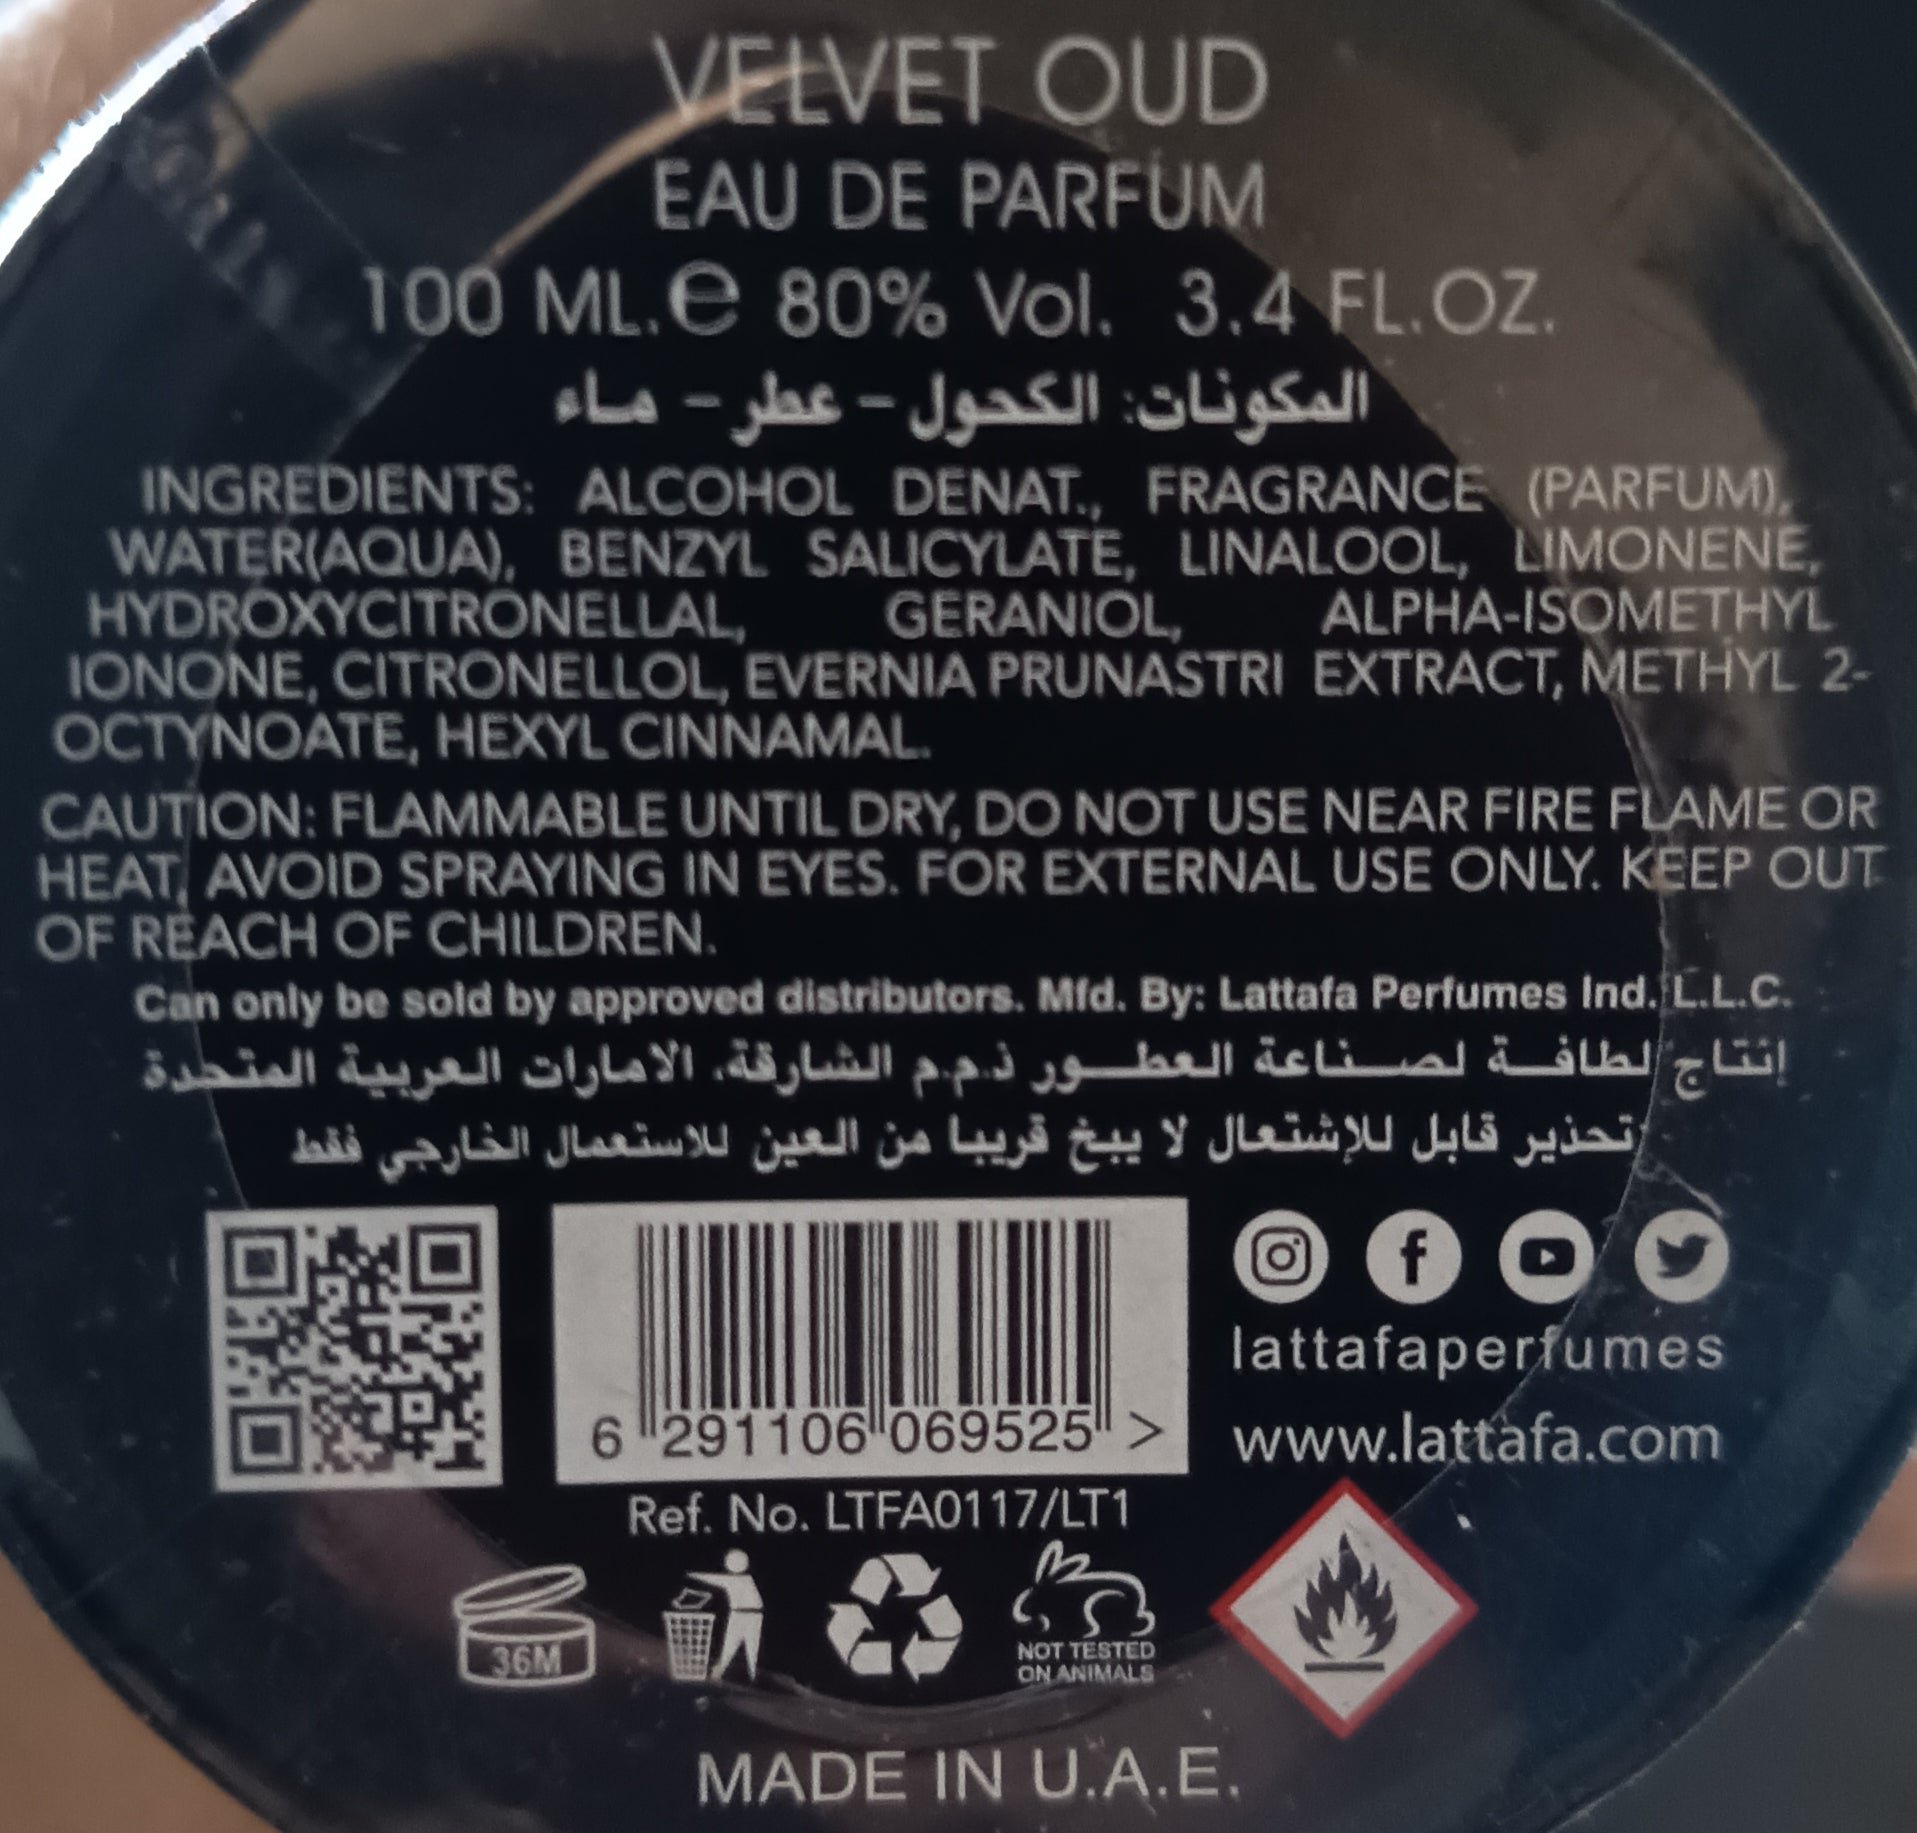 VELVET OUD
EAU DE PARFUM
100 ML.e 80% Vol. 3.4 FL.OZ.
المكونات: الكحول - عطر - ماء
INGREDIENTS: ALCOHOL DENAT., FRAGRANCE (PARFUM),
WATER(AQUA), BENZYL SALICYLATE, LINALOOL, LIMONENE,
HYDROXYCITRONELLAL, GERANIOL, ALPHA-ISOMETHYL
IONONE, CITRONELLOL, EVERNIA PRUNASTRI EXTRACT, METHYL 2-
OCTYNOATE, HEXYL CINNAMAL.
CAUTION: FLAMMABLE UNTIL DRY, DO NOT USE NEAR FIRE FLAME OR
HEAT, AVOID SPRAYING IN EYES. FOR EXTERNAL USE ONLY. KEEP OUT
OF REACH OF CHILDREN.
Can only be sold by approved distributors. Mfd. By: Lattafa Perfumes Ind. L.L.C.
إنتاج لطافة لصناعة العطور ذ.م.م الشارقة، الامارات العربية المتحدة
تحذير قابل للإشتعال لا يبخ قريبا من العين للاستعمال الخارجي فقط
6 291106 069525 >
lattafaperfumes
www.lattafa.com
Ref. No. LTFA0117/LT1
36M
NOT TESTED
ON ANIMALS
MADE IN U.A.E.